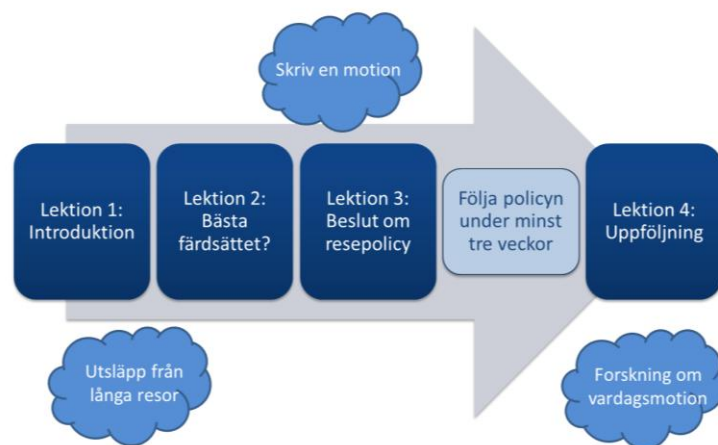 Skriv en motion
Lektion 1:
Introduktion
Lektion 2:
Bästa
färdsättet?
Lektion 3:
Beslut om
resepolicy
Följa policyn
under minst
tre veckor
Lektion 4:
Uppföljning
Utsläpp från
långa resor
Forskning om
vardagsmotion